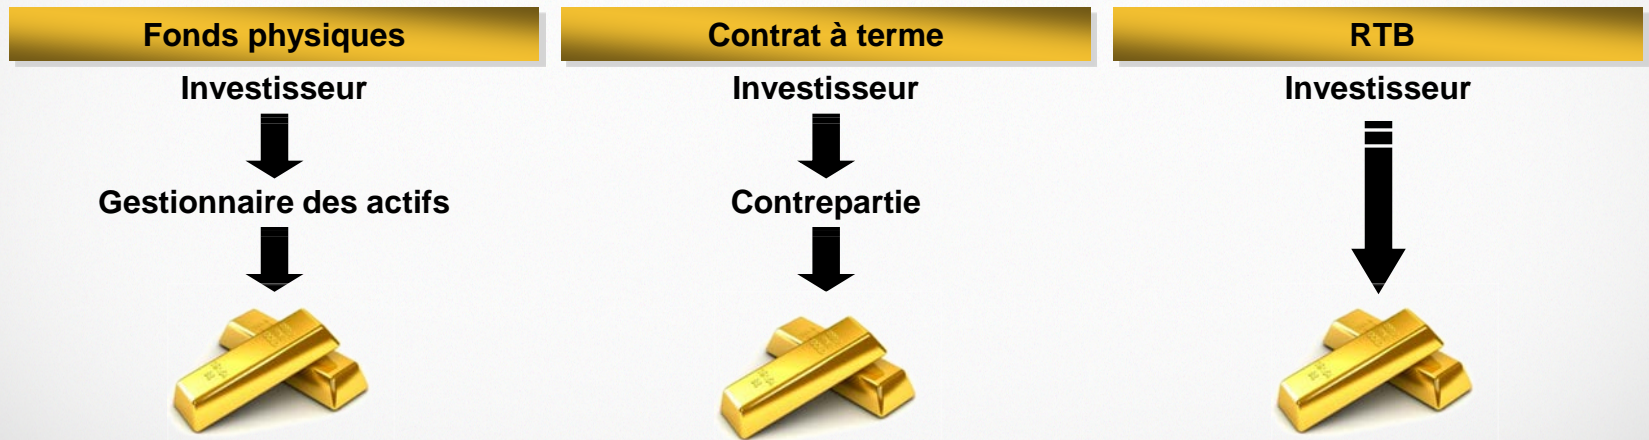 Fonds physiques
Investisseur
Gestionnaire des actifs
Contrat à terme
Investisseur
Contrepartie
RTB
Investisseur